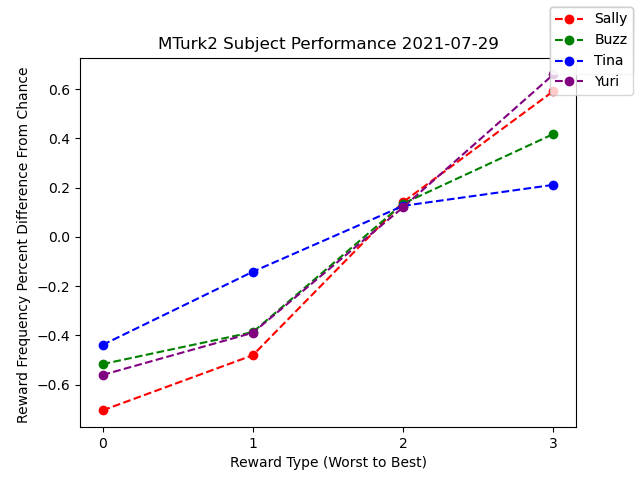 MTurk2 Subject Performance 2021-07-29
Sally
Buzz
Tina
Yuri
Reward Frequency Percent Difference From Chance
0.6
0.4
0.2
0.0
−0.2
−0.4
−0.6
0 1 2 3
Reward Type (Worst to Best)